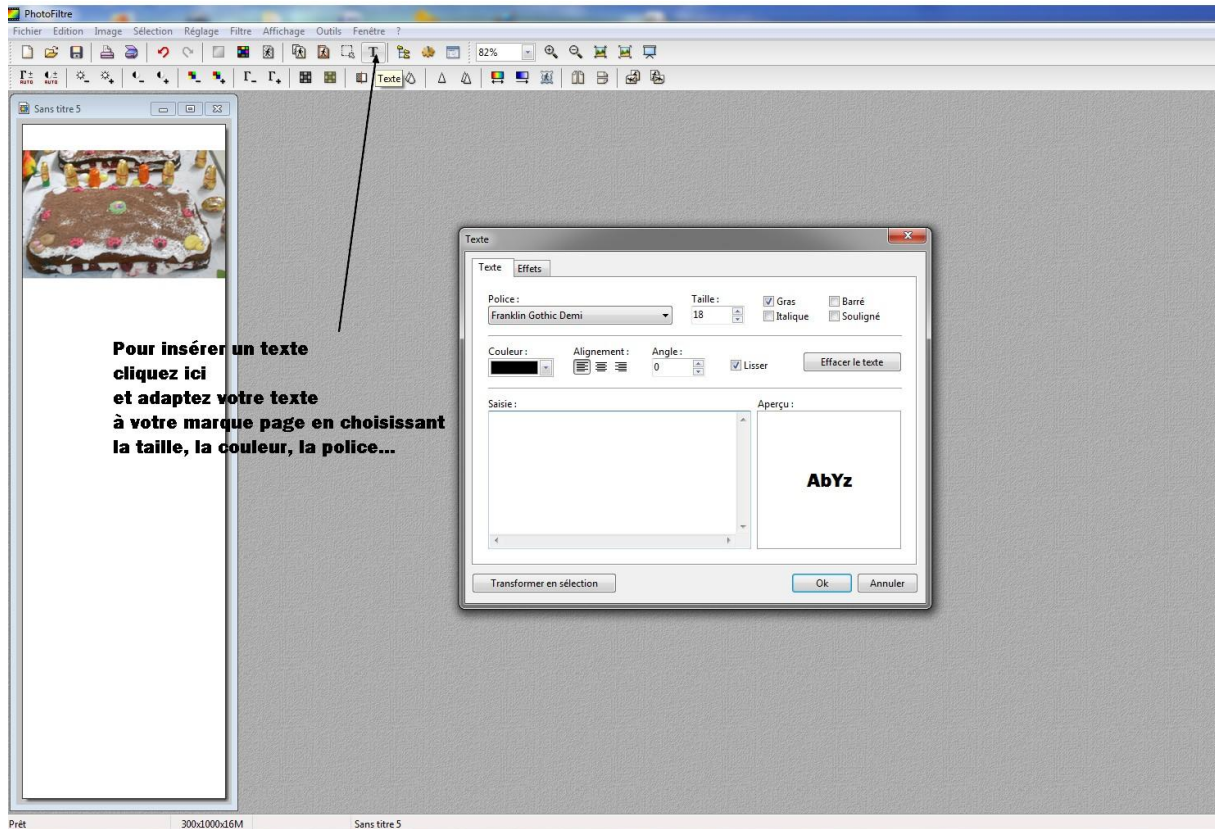 PhotoFiltre
Fichier Edition Image Sélection Réglage Filtre Affichage Outils Fenêtre ?
82%
AUTO AUTO
Texte
Sans titre 5
Texte
Texte Effets
Police : Taille :
Franklin Gothic Demi 18 Gras Barré
Italique Souligné
Couleur : Alignement : Angle :
0 Lisser Effacer le texte
Saisie : Aperçu :
AbYz
Transformer en sélection Ok Annuler
Pour insérer un texte
cliquez ici
et adaptez votre texte
à votre marque page en choisissant
la taille, la couleur, la police...
Prêt 300x1000x16M Sans titre 5